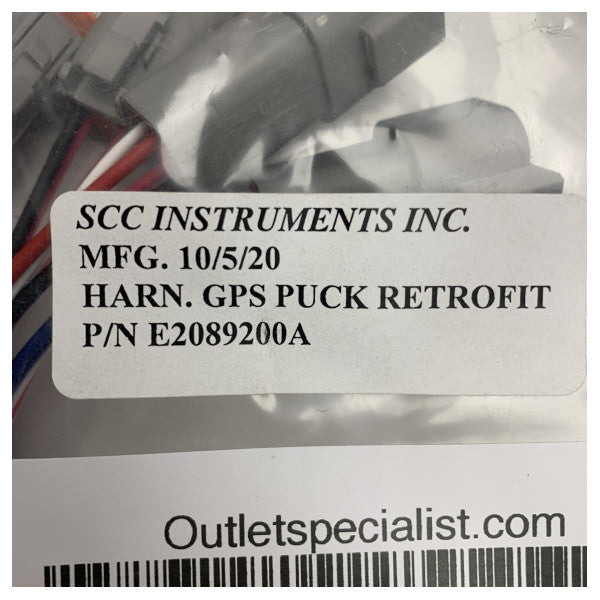 SCC INSTRUMENTS INC.
MFG. 10/5/20
HARN. GPS PUCK RETROFIT
P/N E2089200A
Outletspecialist.com